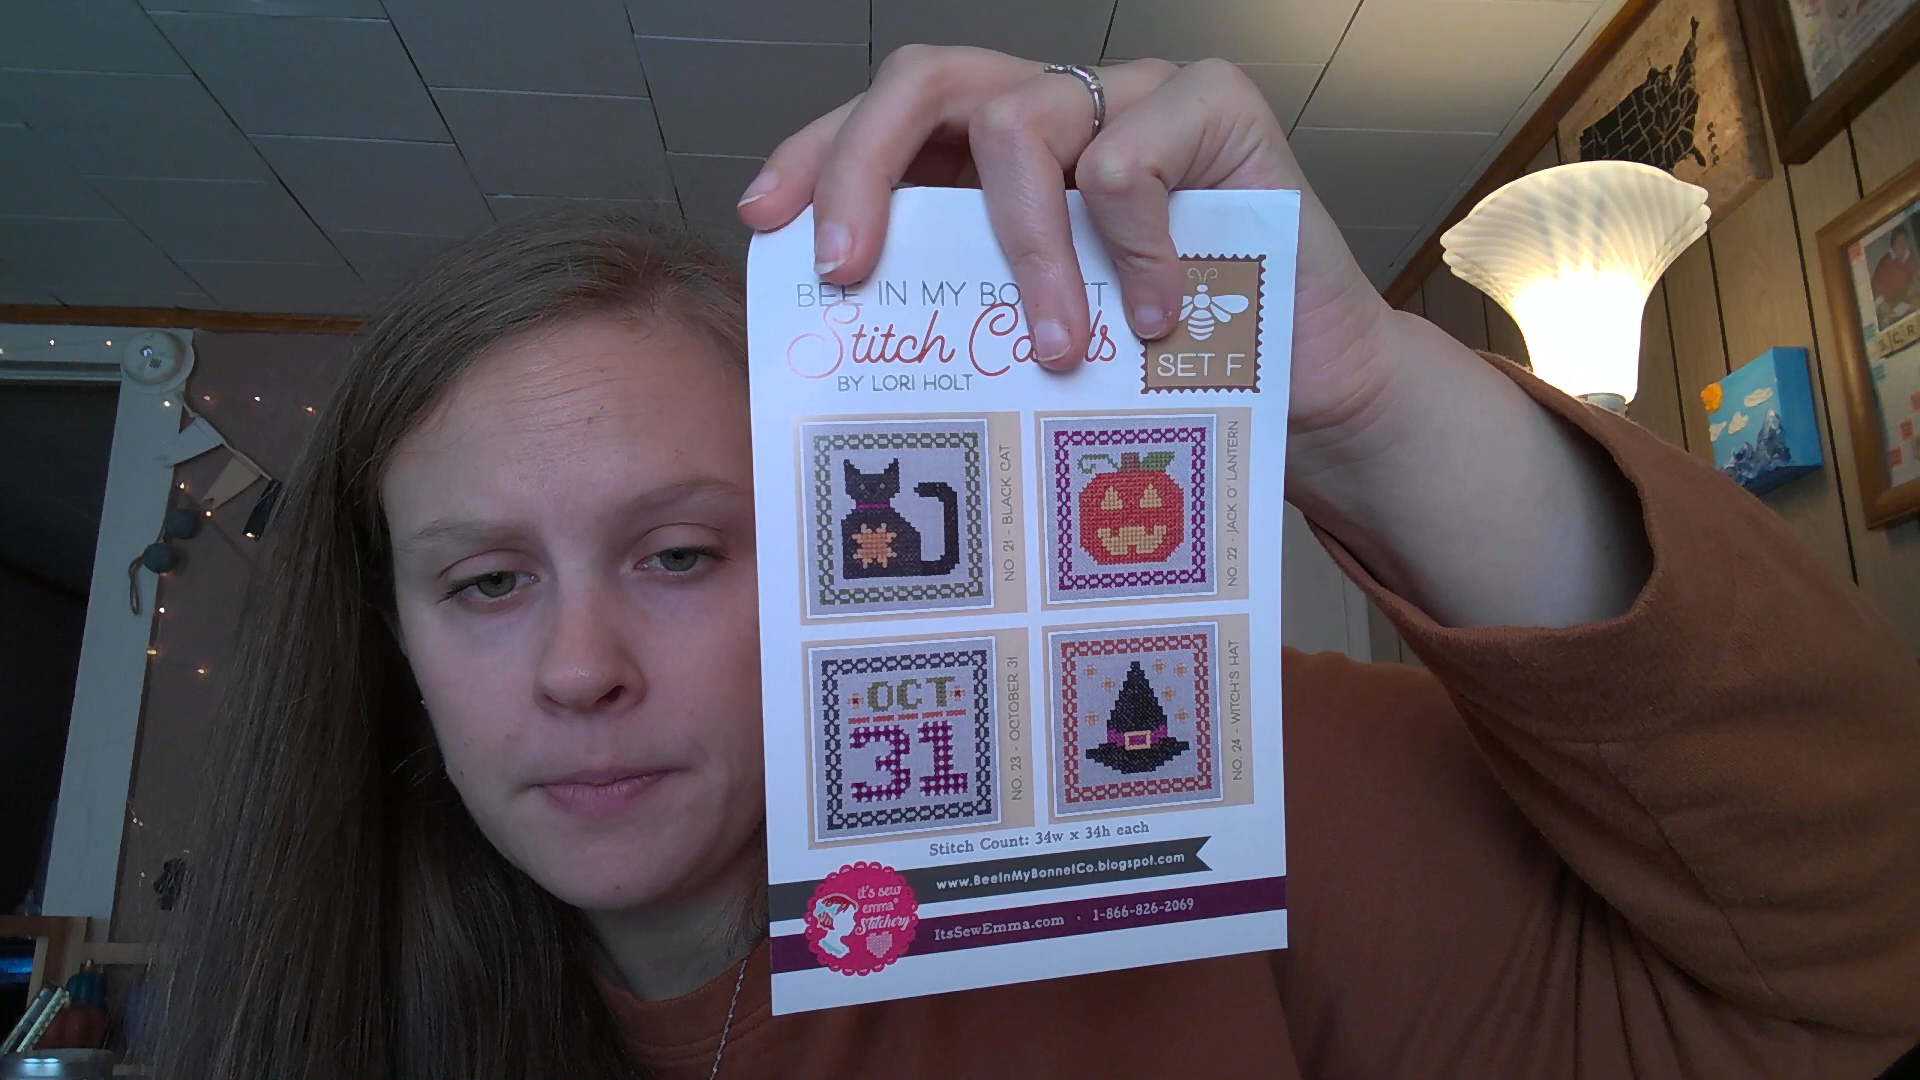 BEE IN MY BONNETT
Stitch Cards
BY LORI HOLT
SET F
NO. 21 - BLACK CAT
NO. 22 - JACK O' LANTERN
OCT
31
NO. 23 - OCTOBER 31
NO. 24 - WITCH'S HAT
Stitch Count: 34w x 34h each
www.BeeInMyBonnetCo.blogspot.com
it's sew
emma®
Stitchery
ItsSewEmma.com · 1-866-826-2069